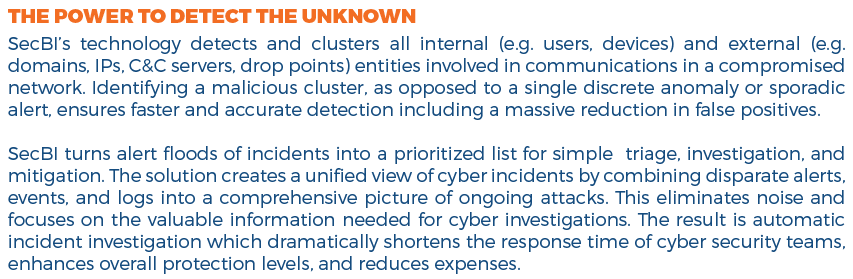 THE POWER TO DETECT THE UNKNOWN
SecBI's technology detects and clusters all internal (e.g. users, devices) and external (e.g.
domains, IPs, C&C servers, drop points) entities involved in communications in a compromised
network. Identifying a malicious cluster, as opposed to a single discrete anomaly or sporadic
alert, ensures faster and accurate detection including a massive reduction in false positives.
SecBI turns alert floods of incidents into a prioritized list for simple  triage, investigation, and
mitigation. The solution creates a unified view of cyber incidents by combining disparate alerts,
events, and logs into a comprehensive picture of ongoing attacks. This eliminates noise and
focuses on the valuable information needed for cyber investigations. The result is automatic
incident investigation which dramatically shortens the response time of cyber security teams,
enhances overall protection levels, and reduces expenses.